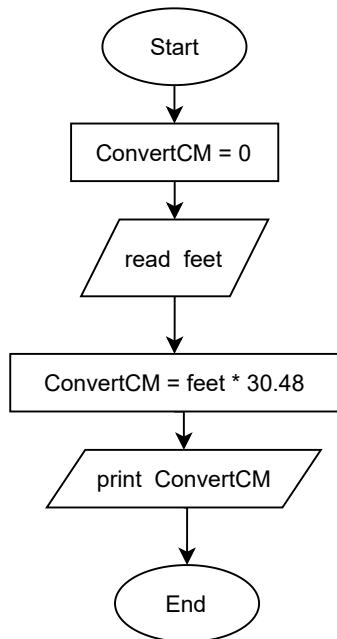 Start
ConvertCM = 0
read feet
ConvertCM = feet * 30.48
print ConvertCM
End